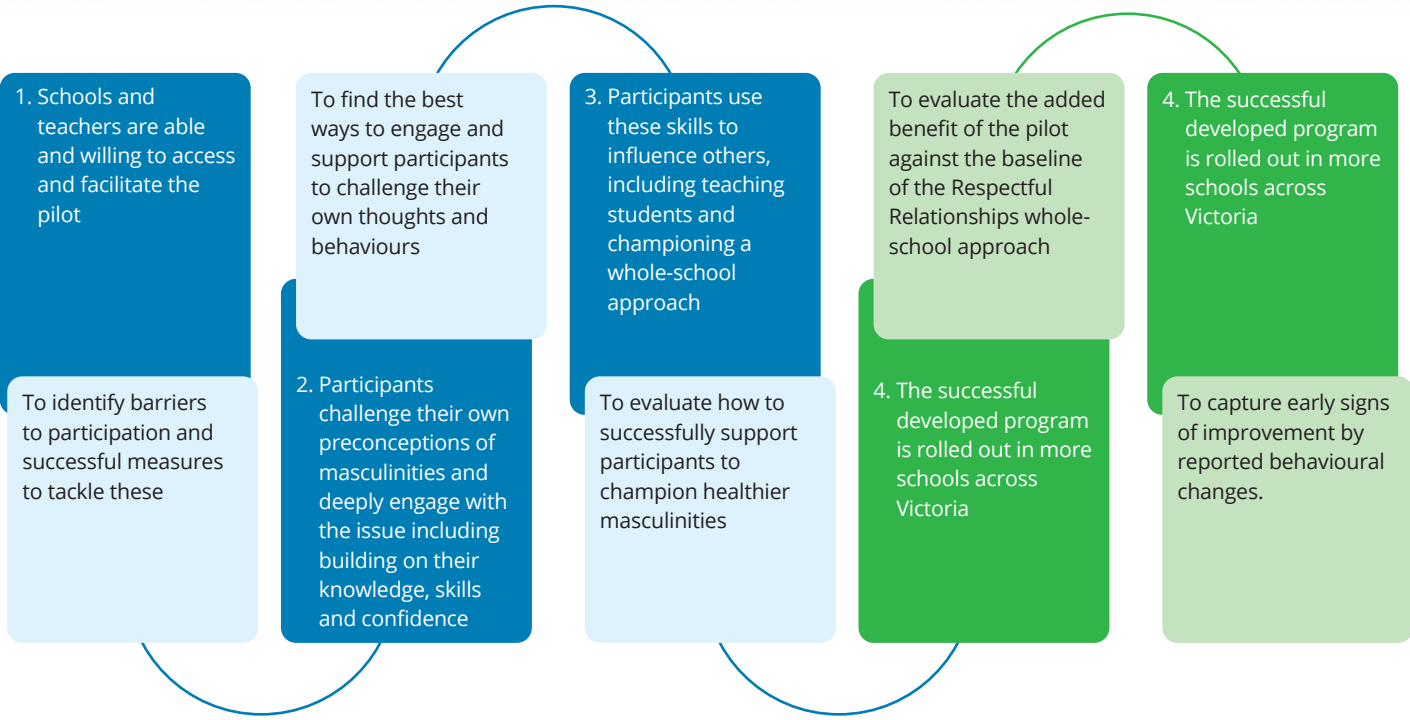 1. Schools and
teachers are able
and willing to access
and facilitate the
pilot
To identify barriers
to participation and
successful measures
to tackle these
To find the best
ways to engage and
support participants
to challenge their
own thoughts and
behaviours
2. Participants
challenge their own
preconceptions of
masculinities and
deeply engage with
the issue including
building on their
knowledge, skills
and confidence
3. Participants use
these skills to
influence others,
including teaching
students and
championing a
whole-school
approach
To evaluate how to
successfully support
participants to
champion healthier
masculinities
To evaluate the added
benefit of the pilot
against the baseline
of the Respectful
Relationships whole-
school approach
4. The successful
developed program
is rolled out in more
schools across
Victoria
4. The successful
developed program
is rolled out in more
schools across
Victoria
To capture early signs
of improvement by
reported behavioural
changes.